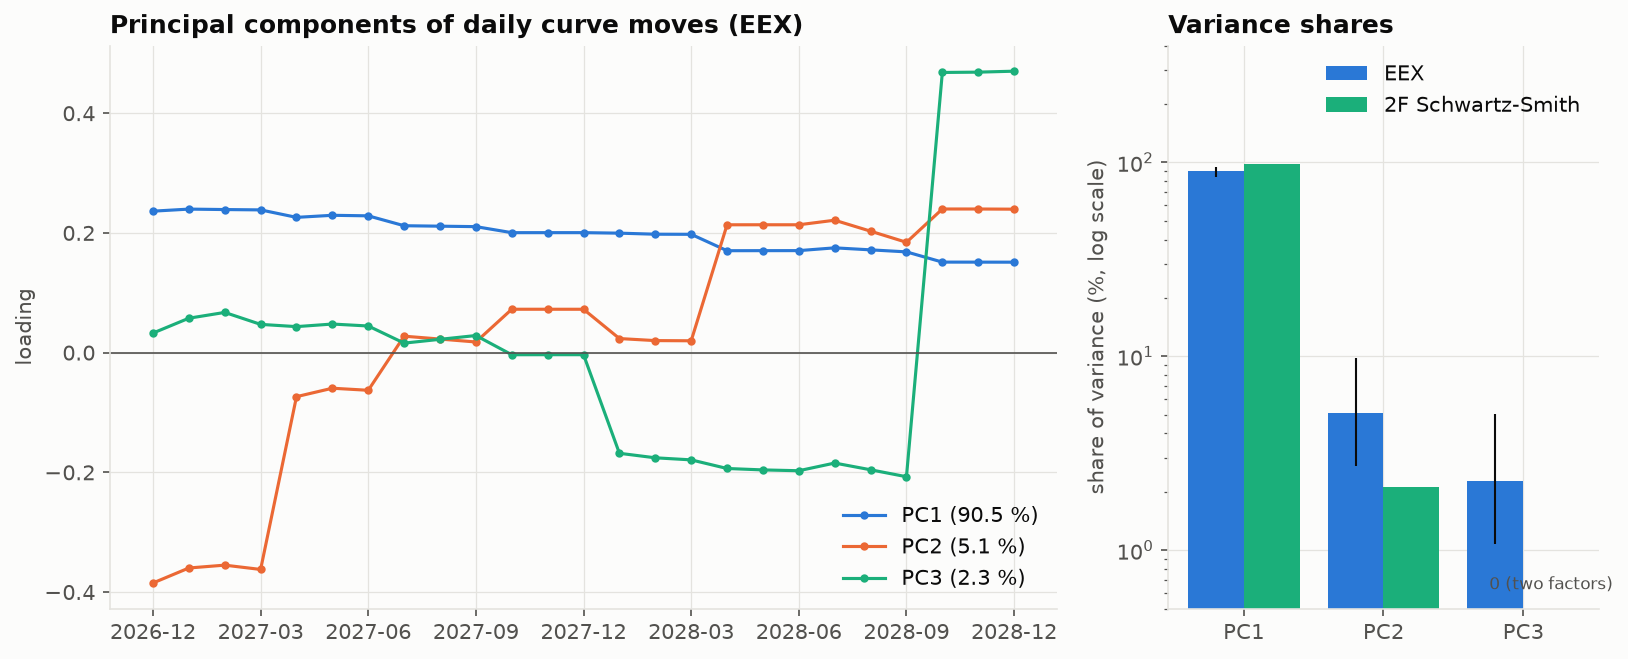 Principal components of daily curve moves (EEX)
loading
0.4
0.2
0.0
−0.2
−0.4
2026-12 2027-03 2027-06 2027-09 2027-12 2028-03 2028-06 2028-09 2028-12
PC1 (90.5 %)
PC2 (5.1 %)
PC3 (2.3 %)
Variance shares
share of variance (%, log scale)
10²
10¹
10⁰
EEX
2F Schwartz-Smith
0 (two factors)
PC1 PC2 PC3